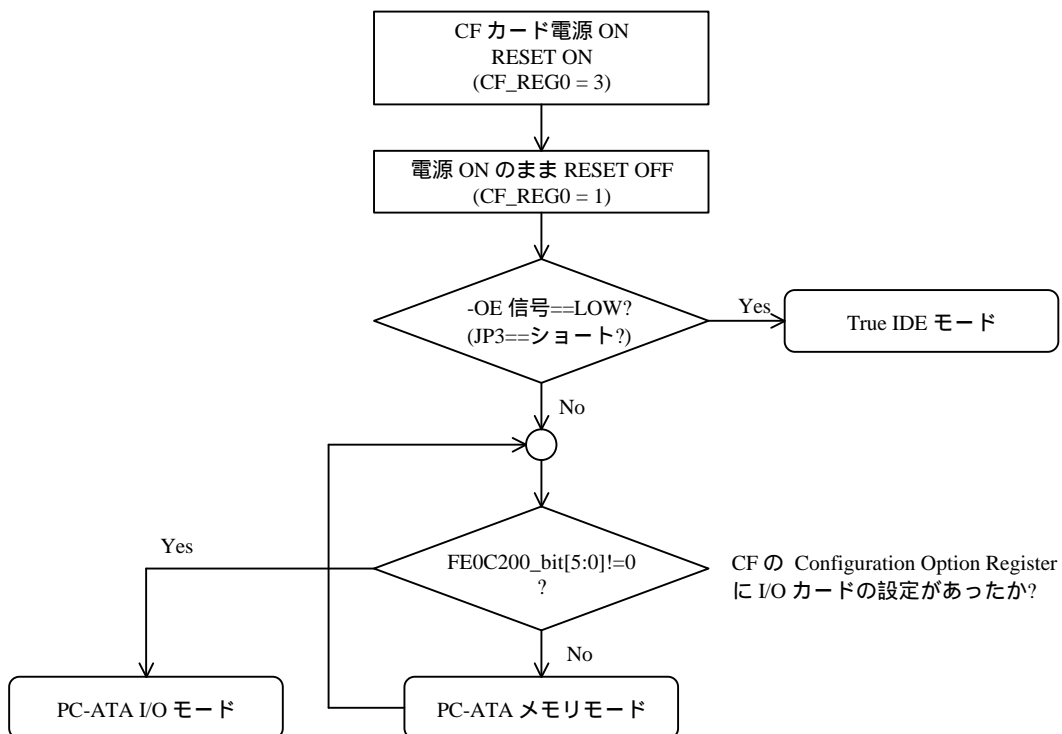 CF カード電源 ON
RESET ON
(CF_REG0 = 3)
電源 ON のまま RESET OFF
(CF_REG0 = 1)
-OE 信号==LOW?
(JP3==ショート?)
Yes
True IDE モード
No
Yes
FE0C200_bit[5:0]!=0
?
CF の Configuration Option Register
に I/O カードの設定があったか?
No
PC-ATA I/O モード
PC-ATA メモリモード